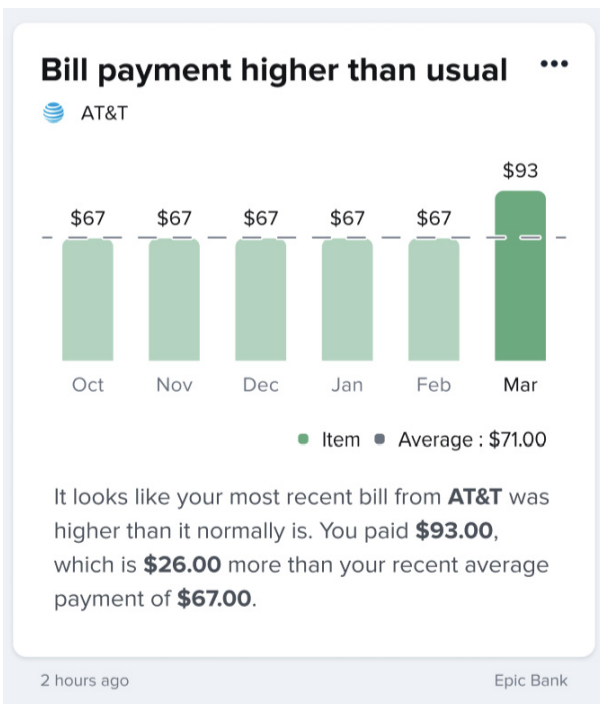 Bill payment higher than usual
AT&T
$93
$67 $67 $67 $67 $67
Oct Nov Dec Jan Feb Mar
Item Average : $71.00
It looks like your most recent bill from AT&T was
higher than it normally is. You paid $93.00,
which is $26.00 more than your recent average
payment of $67.00.
2 hours ago Epic Bank